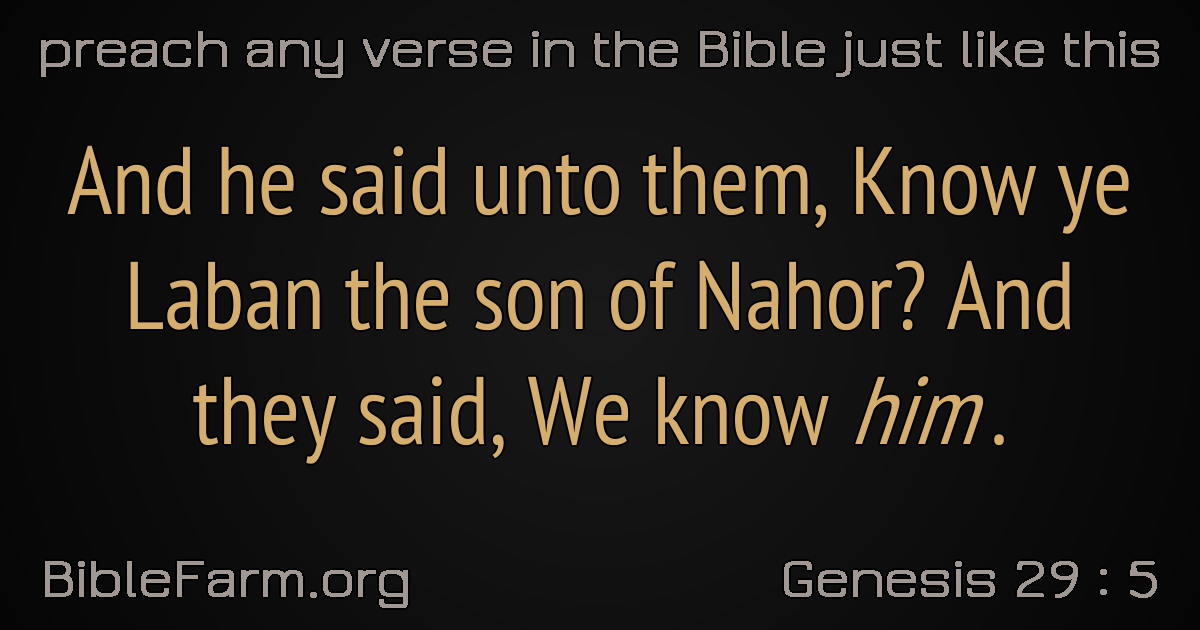 preach any verse in the Bible just like this
And he said unto them, Know ye
Laban the son of Nahor? And
they said, We know him.
BibleFarm.org
Genesis 29 : 5